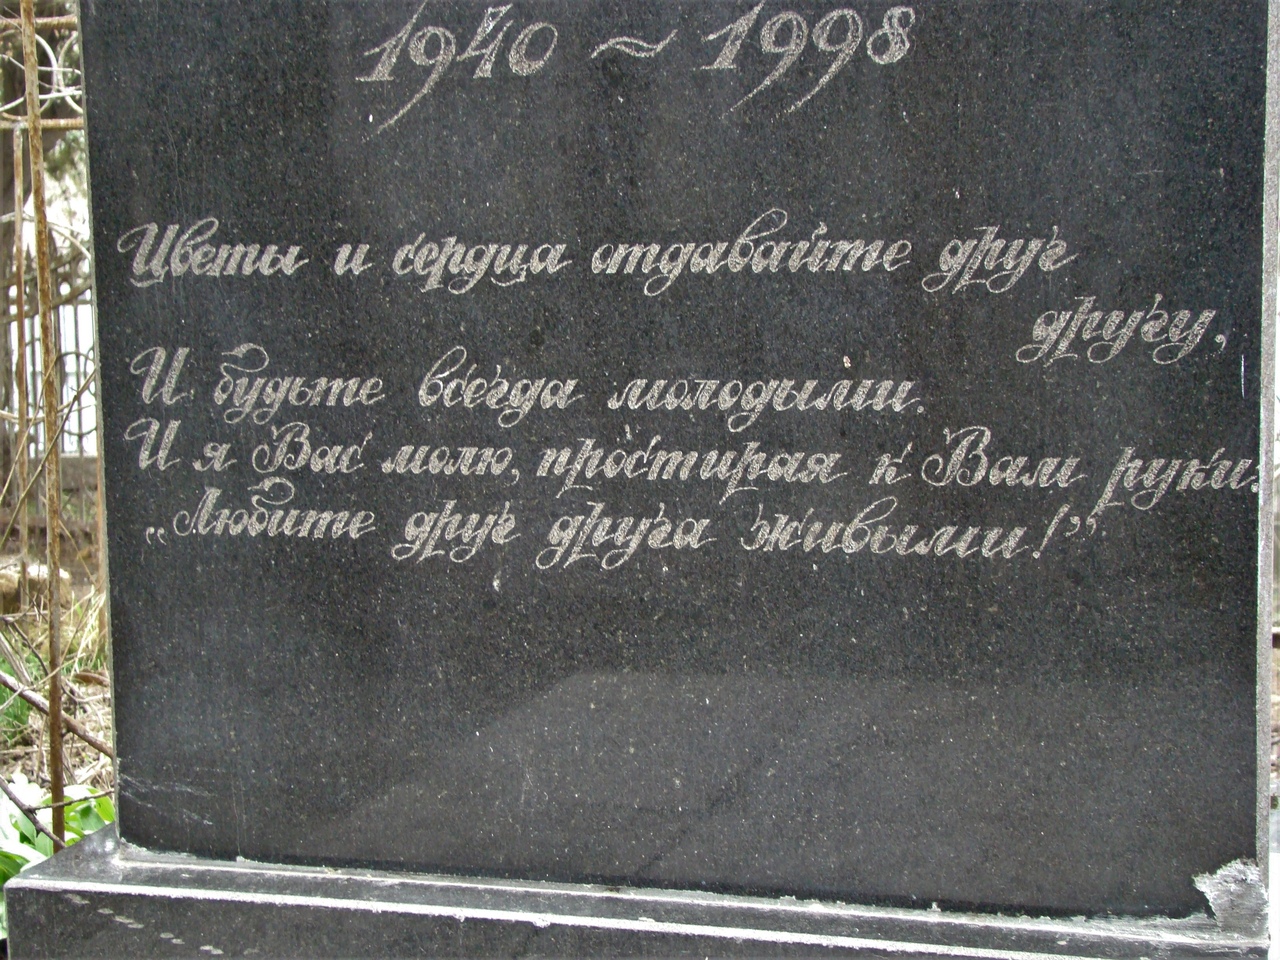 1940 ~ 1998
Цветы и сердца отдавайте друг
другу,
И будьте всегда молодыми.
И я Вас молю, простирая к Вам руки:
„Любите друг друга живыми!”